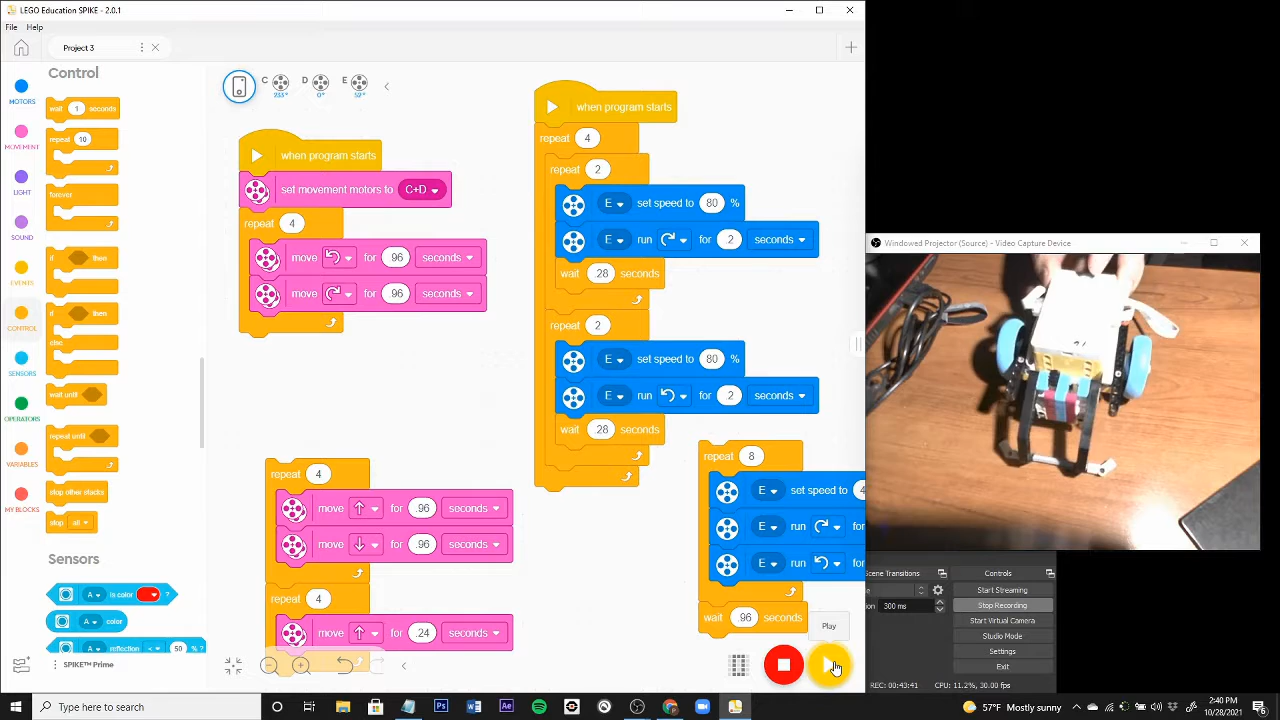 LEGO Education SPIKE - 2.0.1
File Help
Project 3
Control
MOTORS
MOVEMENT
LIGHT
SOUND
EVENTS
CONTROL
SENSORS
OPERATORS
VARIABLES
MY BLOCKS
wait 1 seconds
repeat 10
forever
if then
if then
else
wait until
repeat until
stop other stacks
stop all
Sensors
A is color ?
A color
A reflection < 50 % ?
SPIKE™ Prime
C 233° D 0° E 52°
when program starts
set movement motors to C+D
repeat 4
move for .96 seconds
move for .96 seconds
repeat 4
move for .96 seconds
move for .96 seconds
repeat 4
move for .24 seconds
when program starts
repeat 4
repeat 2
E set speed to 80 %
E run for .2 seconds
wait .28 seconds
repeat 2
E set speed to 80 %
E run for .2 seconds
wait .28 seconds
repeat 8
E set speed to
E run for
E run for
wait .96 seconds
Play
Windowed Projector (Source) - Video Capture Device
Scene Transitions
300 ms
Controls
Start Streaming
Stop Recording
Start Virtual Camera
Studio Mode
Settings
Exit
REC: 00:43:41 CPU: 11.2%, 30.00 fps
Type here to search
57°F Mostly sunny
2:40 PM
10/28/2021